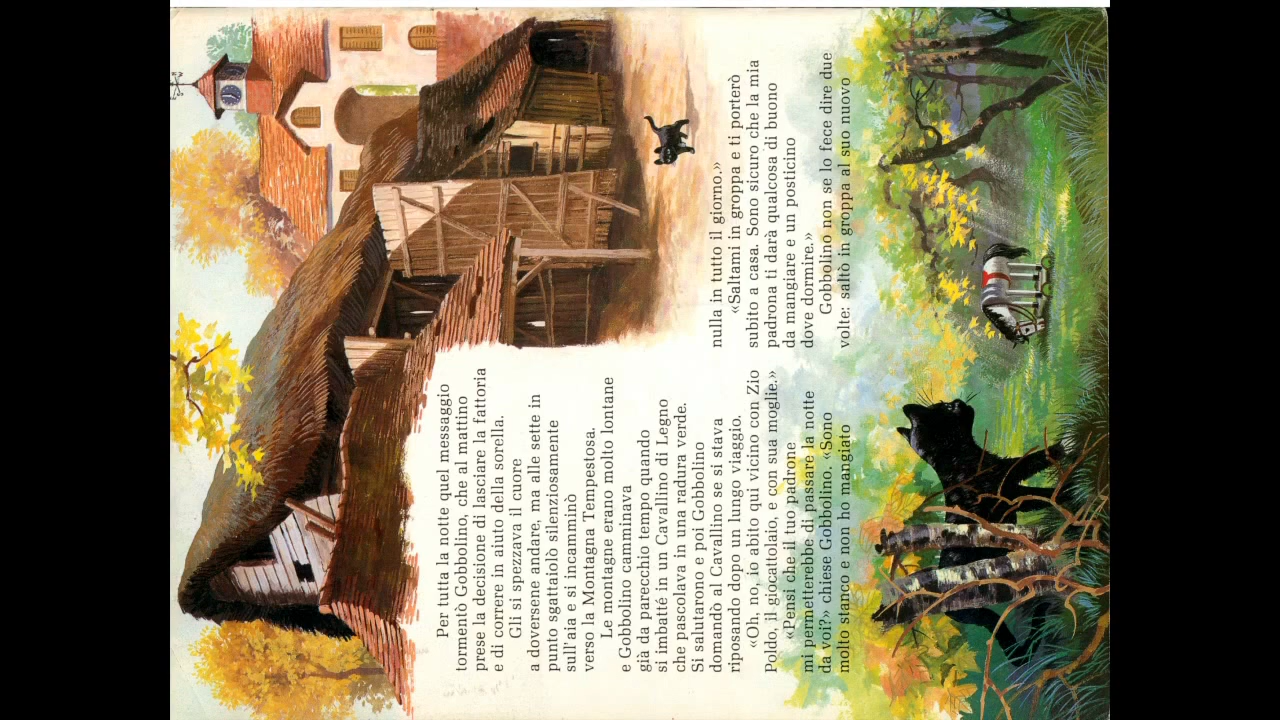 Per tutta la notte quel messaggio
tormentò Gobbolino, che al mattino
prese la decisione di lasciare la fattoria
e di correre in aiuto della sorella.
Gli si spezzava il cuore
a doversene andare, ma alle sette in
punto sgattaiolò silenziosamente
sull'aia e si incamminò
verso la Montagna Tempestosa.
Le montagne erano molto lontane
e Gobbolino camminava
già da parecchio tempo quando
si imbatté in un Cavallino di Legno
che pascolava in una radura verde.
Si salutarono e poi Gobbolino
domandò al Cavallino se si stava
riposando dopo un lungo viaggio.
«Oh, no, io abito qui vicino con Zio
Poldo, il giocattolaio, e con sua moglie.»
«Pensi che il tuo padrone
mi permetterebbe di passare la notte
da voi?» chiese Gobbolino. «Sono
molto stanco e non ho mangiato
nulla in tutto il giorno.»
«Saltami in groppa e ti porterò
subito a casa. Sono sicuro che la mia
padrona ti darà qualcosa di buono
da mangiare e un posticino
dove dormire.»
Gobbolino non se lo fece dire due
volte: saltò in groppa al suo nuovo